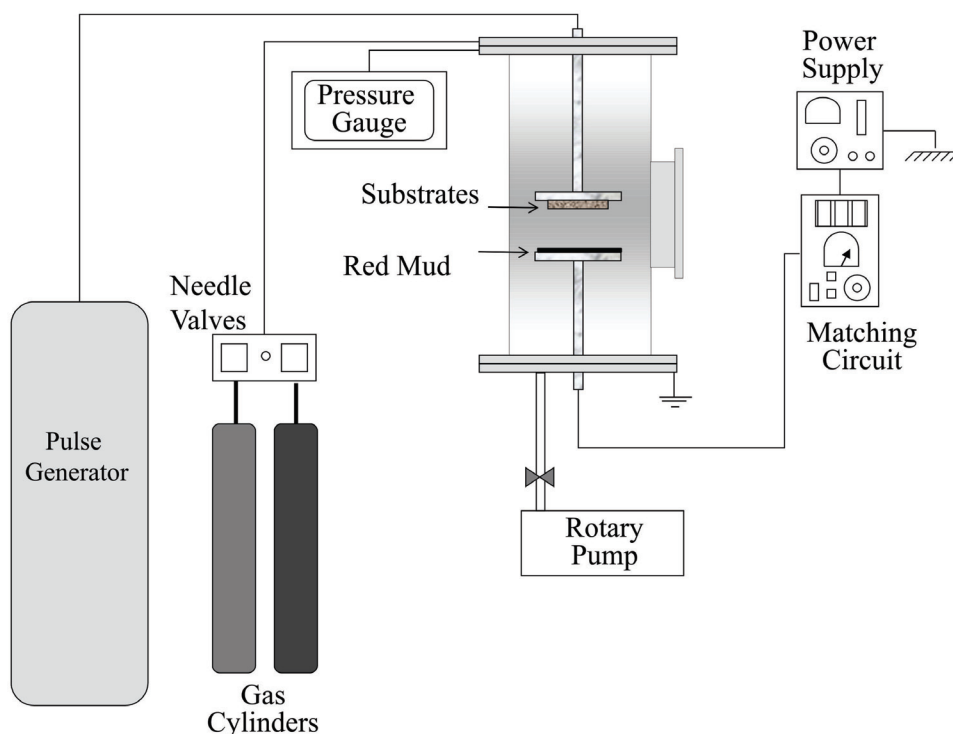 Power
Supply
Pressure
Gauge
Substrates
Red Mud
Needle
Valves
Matching
Circuit
Pulse
Generator
Rotary
Pump
Gas
Cylinders